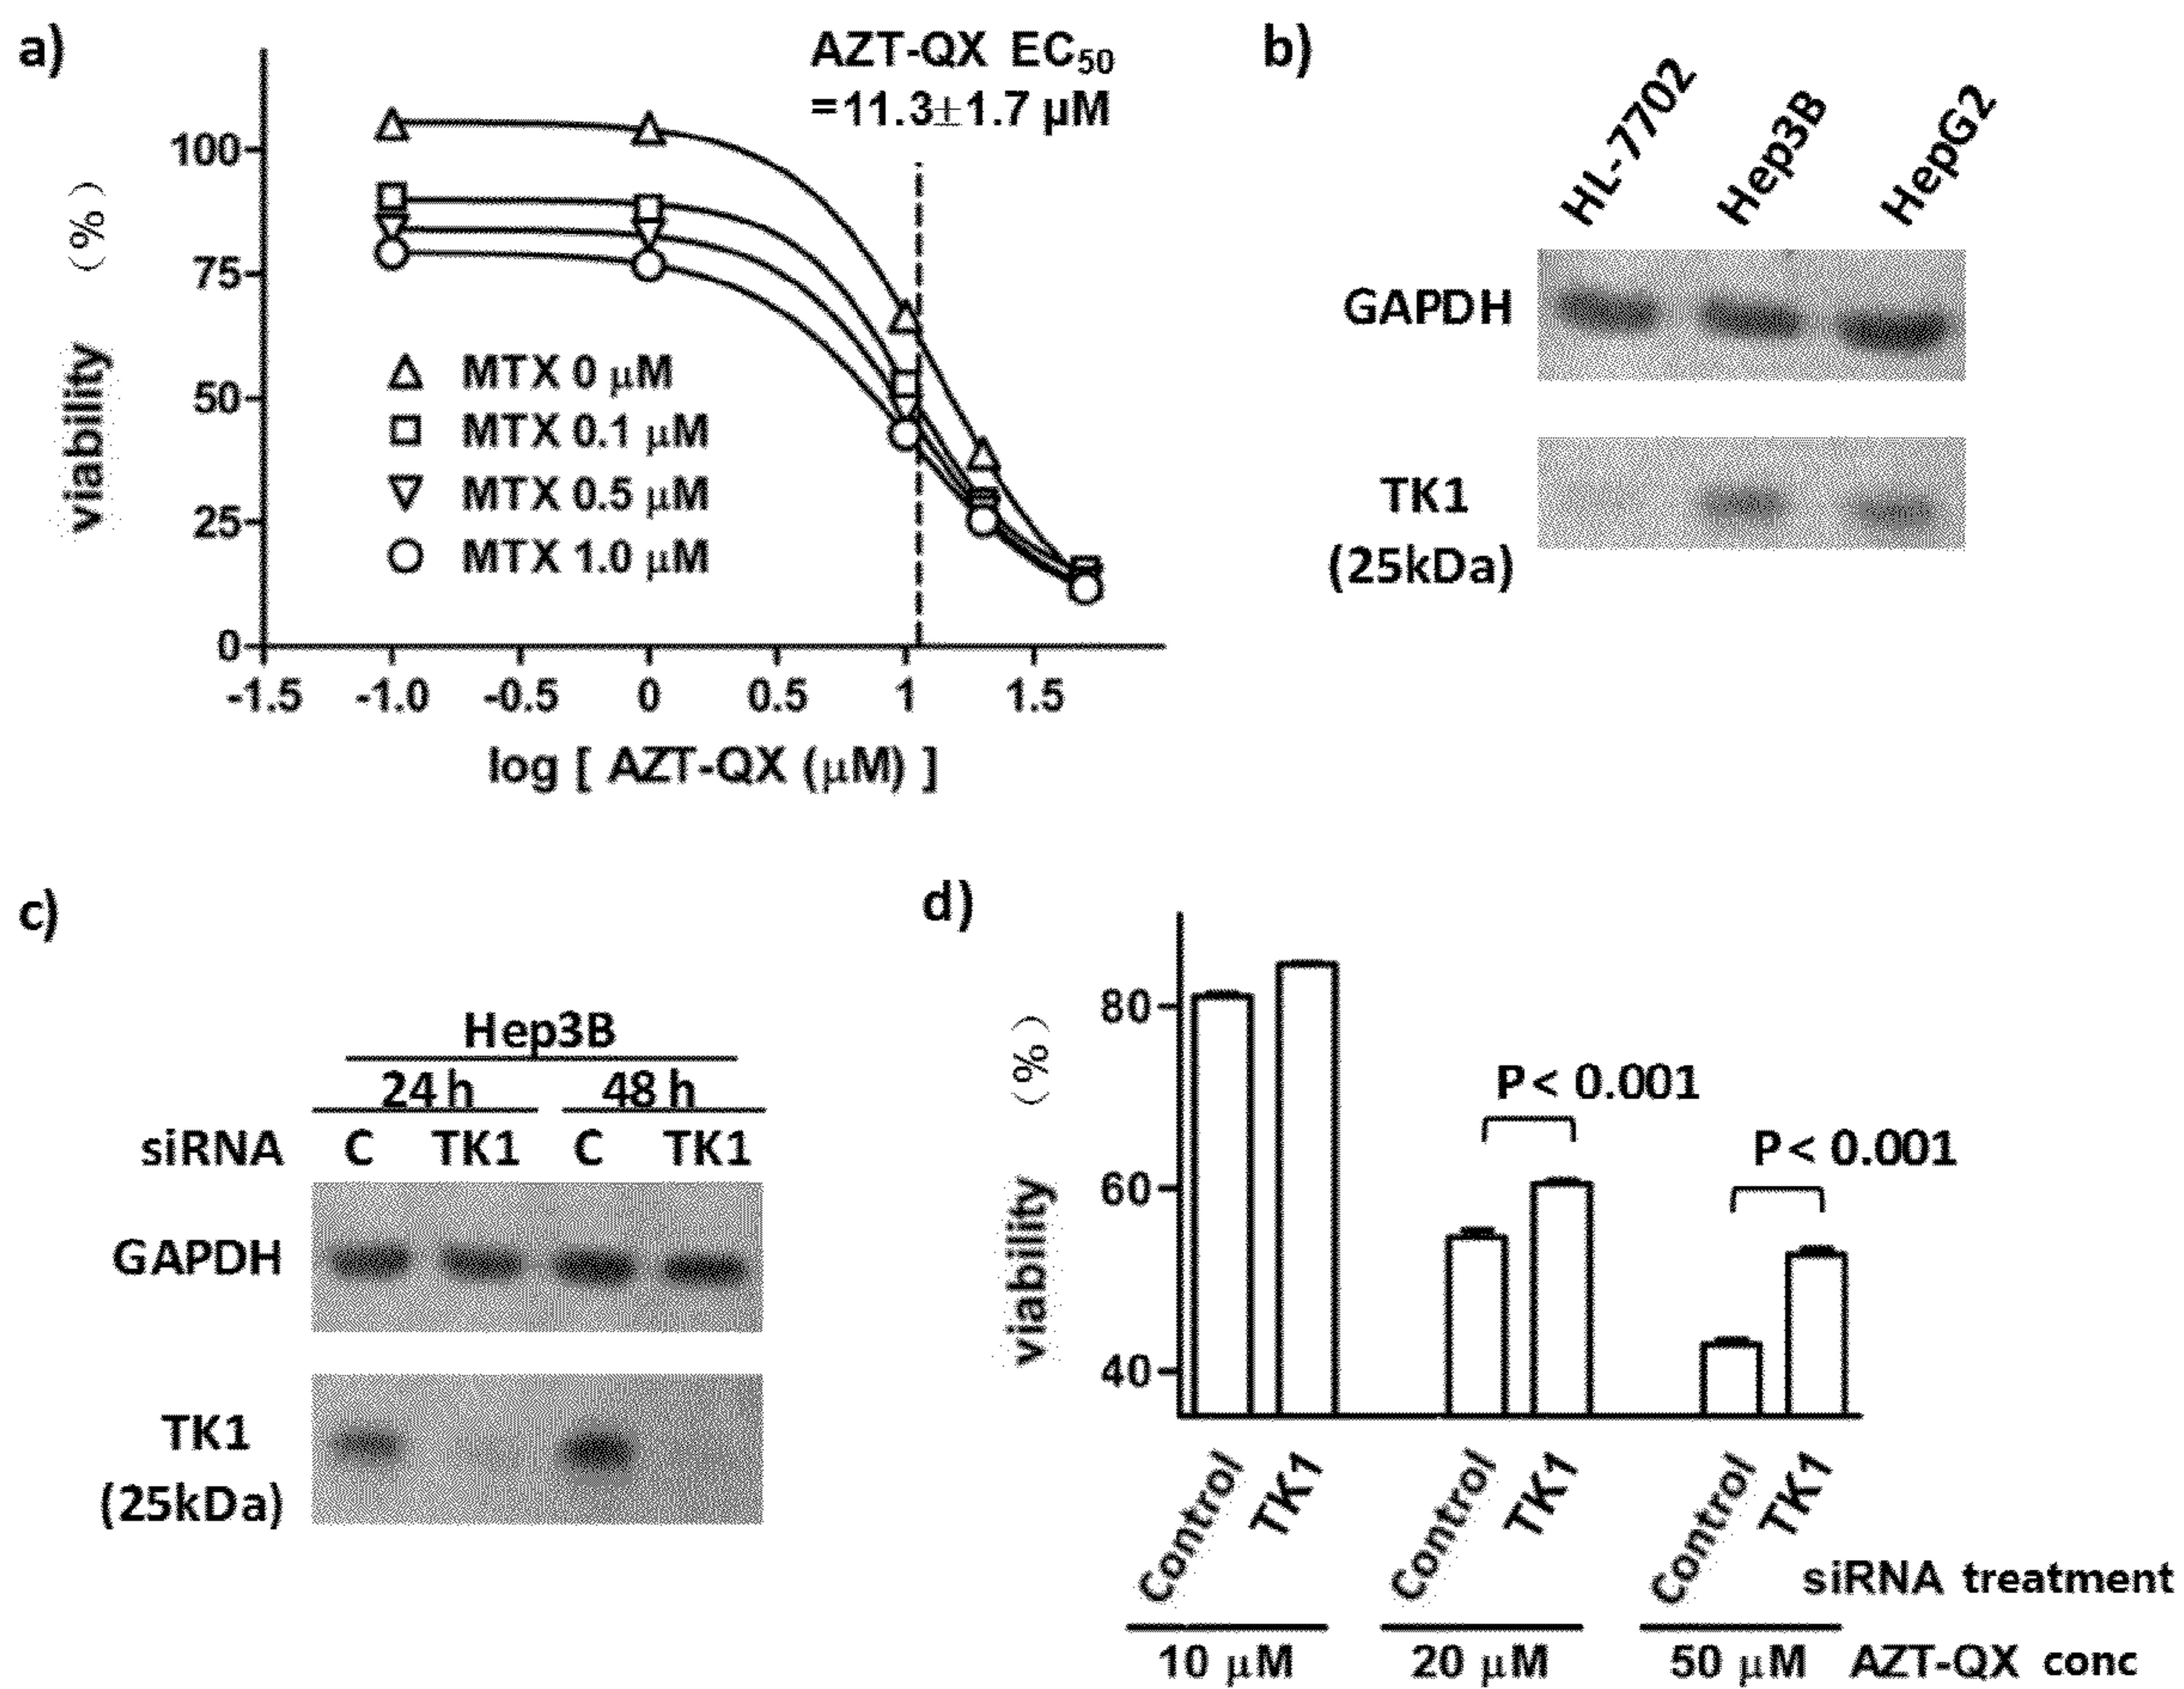 a)
AZT-QX EC50
=11.3±1.7 μM
100
75
50
25
0
viability (%)
MTX 0 μM
MTX 0.1 μM
MTX 0.5 μM
MTX 1.0 μM
-1.5 -1.0 -0.5 0 0.5 1 1.5
log [ AZT-QX (μM) ]
b)
HL-7702 Hep3B HepG2
GAPDH
TK1
(25kDa)
c)
Hep3B
24 h 48 h
siRNA C TK1 C TK1
GAPDH
TK1
(25kDa)
d)
80
60
40
viability (%)
P< 0.001
P< 0.001
Control TK1 Control TK1 Control TK1
siRNA treatment
10 μM 20 μM 50 μM AZT-QX conc